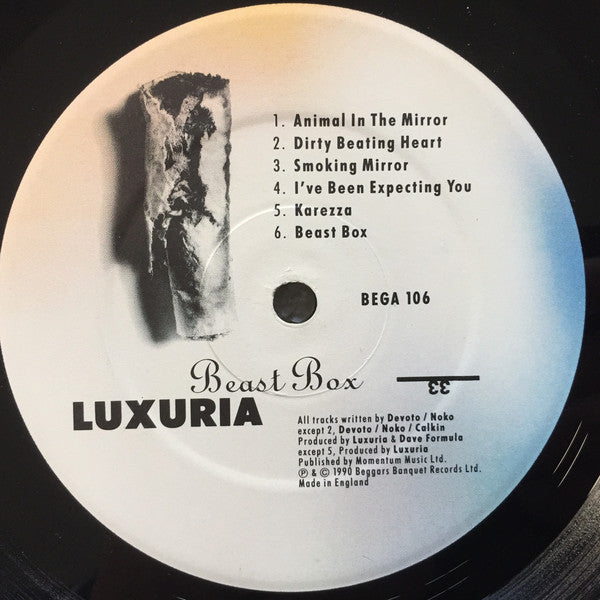 1. Animal In The Mirror
2. Dirty Beating Heart
3. Smoking Mirror
4. I've Been Expecting You
5. Karezza
6. Beast Box
BEGA 106
Beast Box
33
LUXURIA
All tracks written by Devoto / Noko
except 2, Devoto / Noko / Calkin
Produced by Luxuria & Dave Formula
except 5, Produced by Luxuria
Published by Momentum Music Ltd.
℗ & © 1990 Beggars Banquet Records Ltd.
Made in England